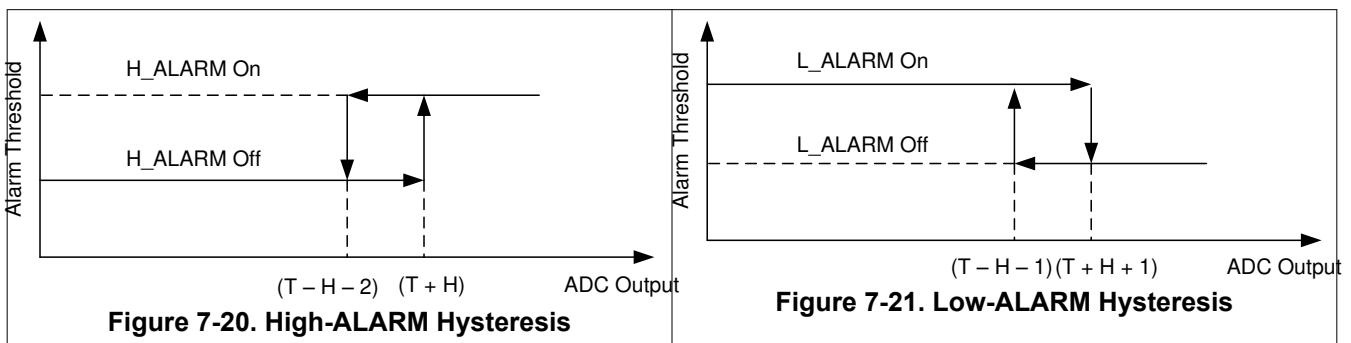 Alarm Threshold
H_ALARM On
H_ALARM Off
(T – H – 2)
(T + H)
ADC Output
Figure 7-20. High-ALARM Hysteresis
Alarm Threshold
L_ALARM On
L_ALARM Off
(T – H – 1)
(T + H + 1)
ADC Output
Figure 7-21. Low-ALARM Hysteresis